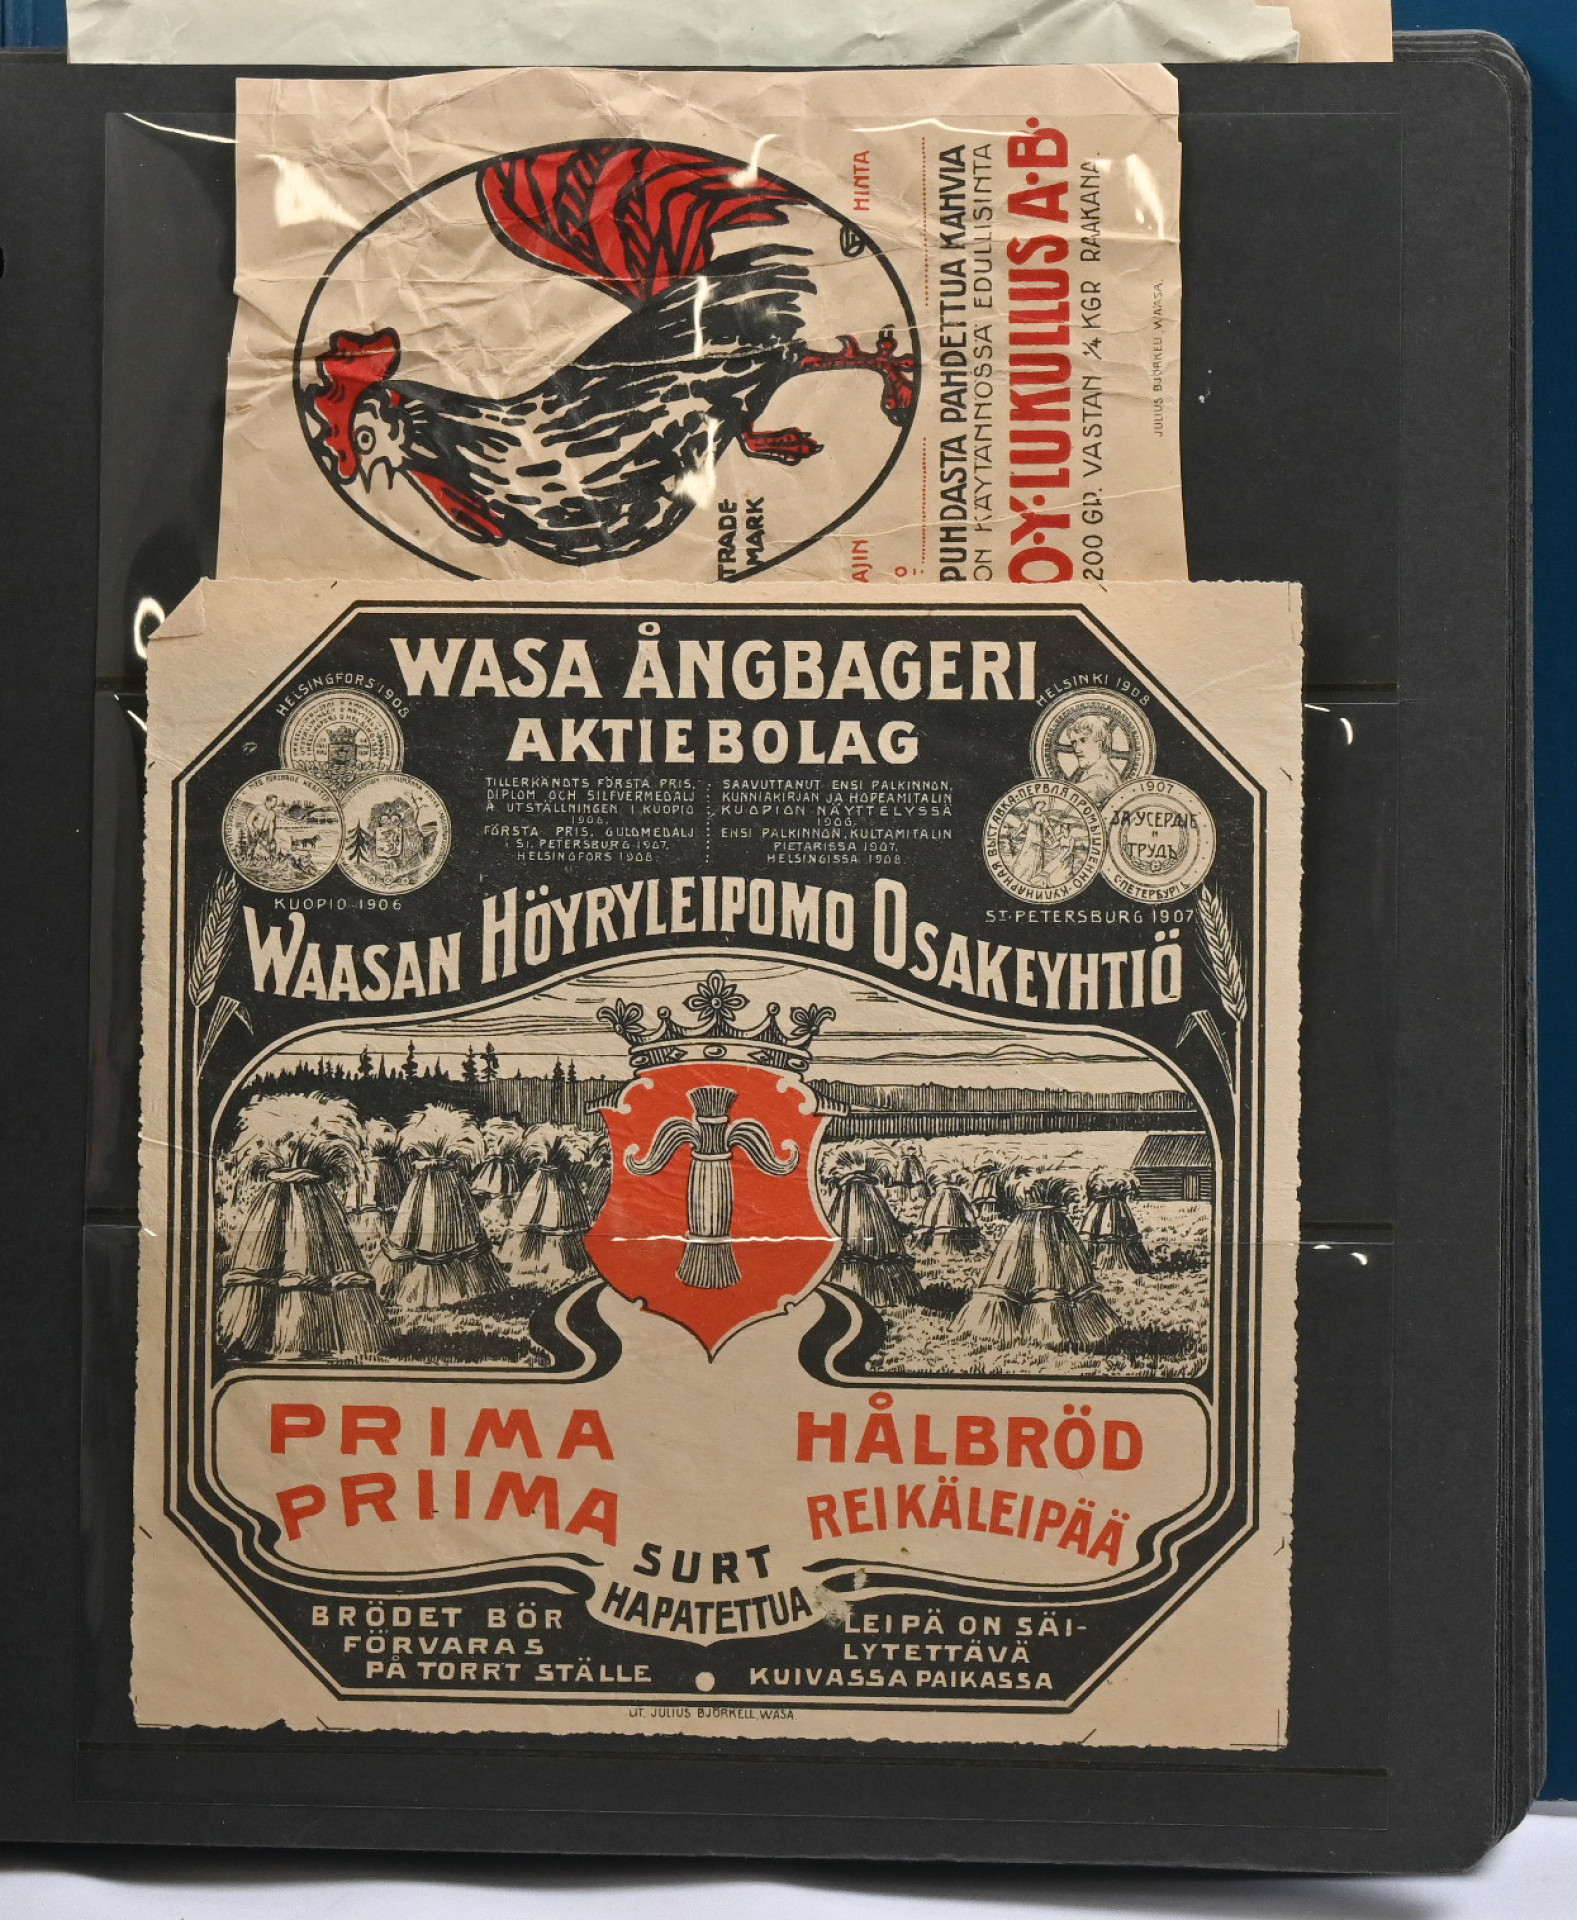 TRADE
MARK
HINTA
AJIN
PUHDASTA PAHDETTUA KAHVIA
ON KÄYTÄNNÖSSÄ EDULLISINTA
O·Y·LUKULLUS A·B·
200 GR. VASTAN ¼ KGR RAAKANA.
JULIUS BJÖRKELL, WAASA.
WASA ÅNGBAGERI
AKTIEBOLAG
HELSINGFORS 1908
HELSINKI 1908
TILLERKÄNDTS FÖRSTA PRIS,
DIPLOM OCH SILFVERMEDALJ
Å UTSTÄLLNINGEN I KUOPIO
1906.
FÖRSTA PRIS, GULDMEDALJ
ST. PETERSBURG 1907.
HELSINGFORS 1908.
SAAVUTTANUT ENSI PALKINNON,
KUNNIAKIRJAN JA HOPEAMITALIN
KUOPION NÄYTTELYSSÄ
1906.
ENSI PALKINNON, KULTAMITALIN
PIETARISSA 1907.
HELSINGISSÄ 1908.
KUOPIO 1906
1907
ЗА УСЕРДІЕ
И
ТРУДЪ
С-ПЕТЕРБУРГЪ
ST. PETERSBURG 1907
WAASAN HÖYRYLEIPOMO OSAKEYHTIÖ
PRIMA HÅLBRÖD
PRIIMA REIKÄLEIPÄÄ
SURT
HAPATETTUA
BRÖDET BÖR
FÖRVARAS
PÅ TORRT STÄLLE
LEIPÄ ON SÄI-
LYTETTÄVÄ
KUIVASSA PAIKASSA
LIT. JULIUS BJÖRKELL, WASA.